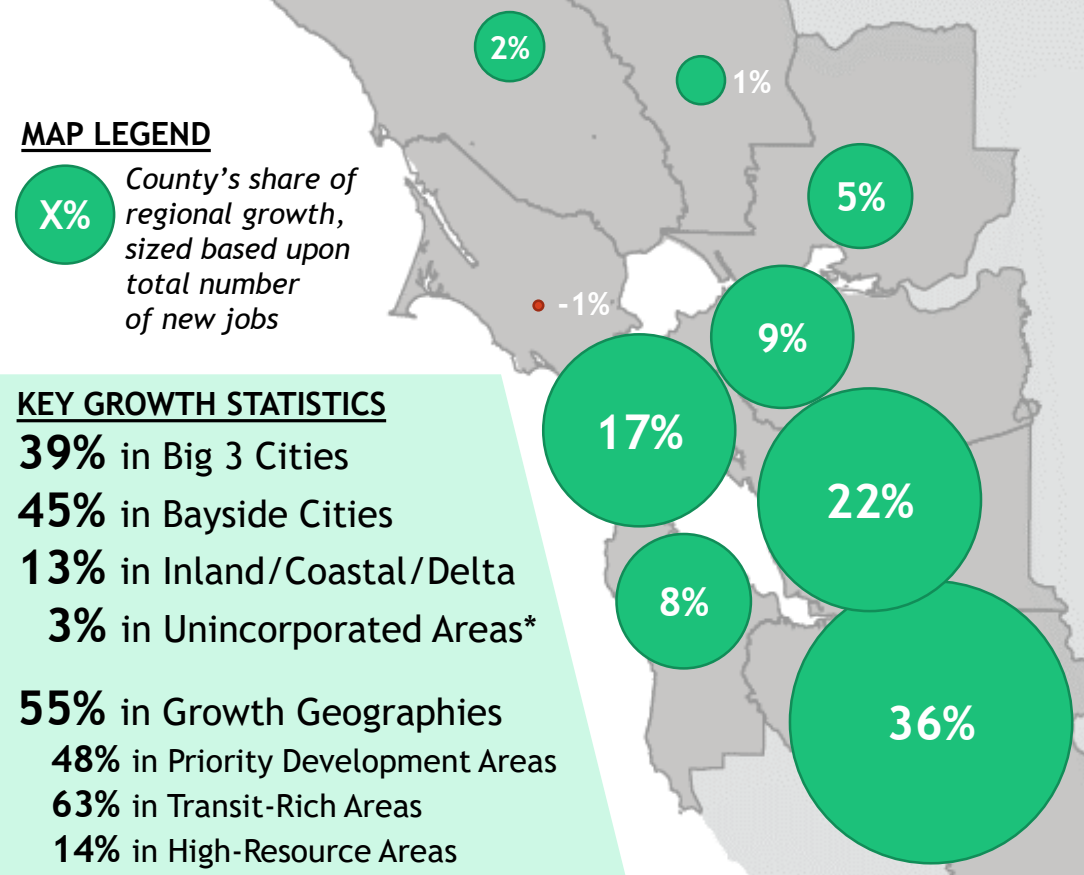 MAP LEGEND
X%
County's share of
regional growth,
sized based upon
total number
of new jobs
2%
1%
5%
-1%
9%
17%
22%
8%
36%
KEY GROWTH STATISTICS
39% in Big 3 Cities
45% in Bayside Cities
13% in Inland/Coastal/Delta
3% in Unincorporated Areas*
55% in Growth Geographies
48% in Priority Development Areas
63% in Transit-Rich Areas
14% in High-Resource Areas